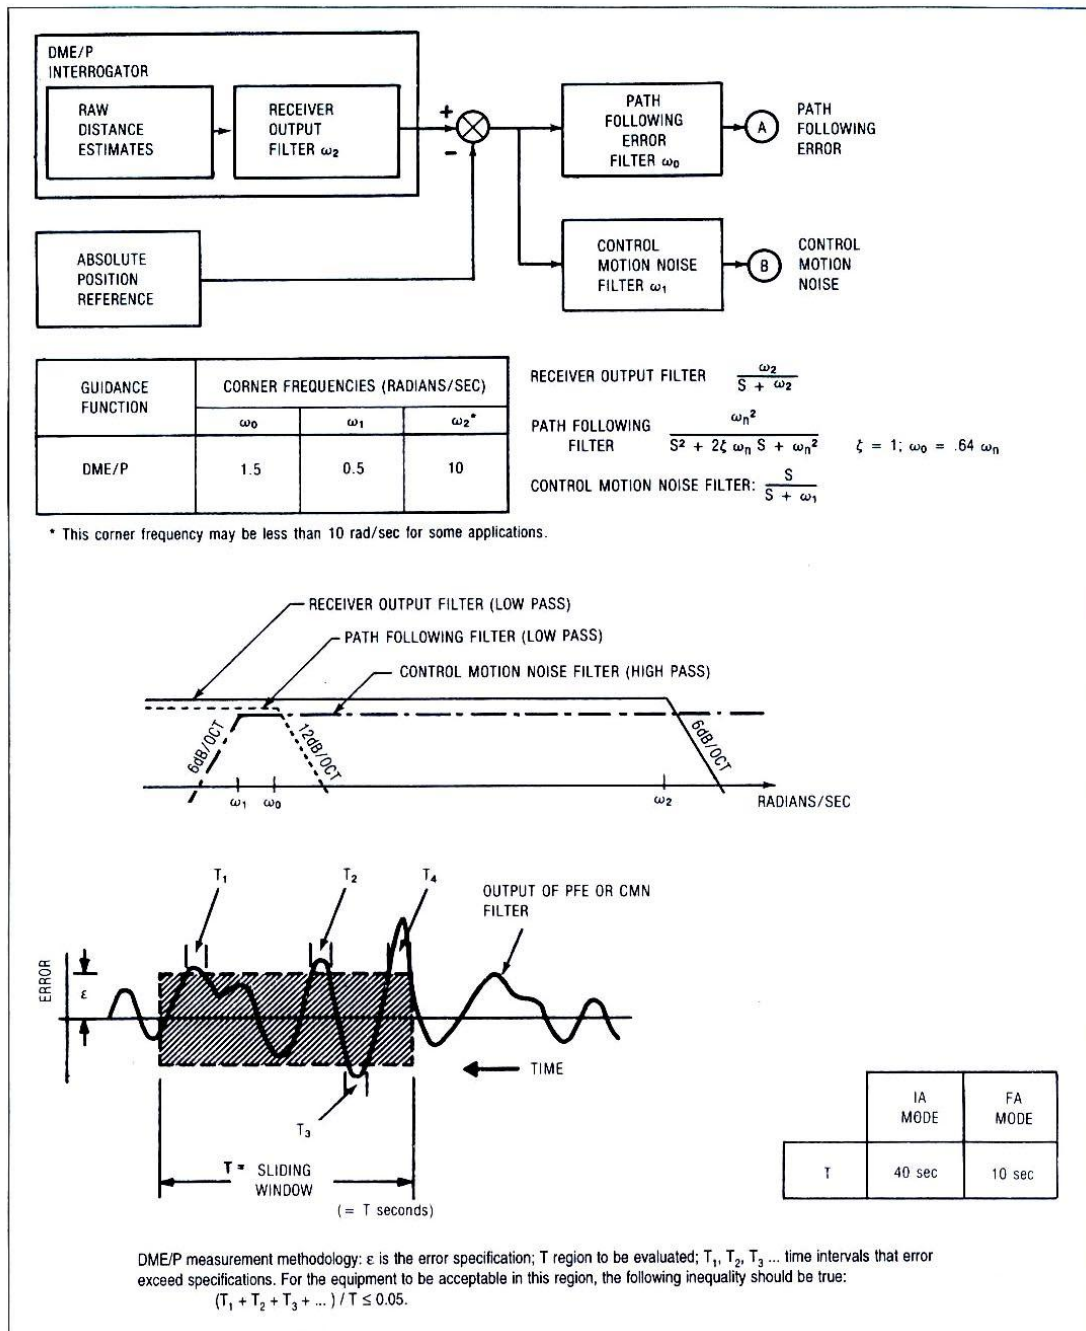 DME/P
INTERROGATOR
RAW
DISTANCE
ESTIMATES
RECEIVER
OUTPUT
FILTER ω₂
+
−
PATH
FOLLOWING
ERROR
FILTER ω₀
A
PATH
FOLLOWING
ERROR
ABSOLUTE
POSITION
REFERENCE
CONTROL
MOTION NOISE
FILTER ω₁
B
CONTROL
MOTION
NOISE
GUIDANCE
FUNCTION
CORNER FREQUENCIES (RADIANS/SEC)
ω₀ ω₁ ω₂*
DME/P 1.5 0.5 10
RECEIVER OUTPUT FILTER ω₂ / S + ω₂
PATH FOLLOWING
FILTER
ωn² / S² + 2ζ ωn S + ωn² ζ = 1; ω₀ = .64 ωn
CONTROL MOTION NOISE FILTER: S / S + ω₁
* This corner frequency may be less than 10 rad/sec for some applications.
RECEIVER OUTPUT FILTER (LOW PASS)
PATH FOLLOWING FILTER (LOW PASS)
CONTROL MOTION NOISE FILTER (HIGH PASS)
6dB/OCT
12dB/OCT
6dB/OCT
ω₁ ω₀ ω₂ RADIANS/SEC
T₁ T₂ T₄
OUTPUT OF PFE OR CMN
FILTER
ERROR
ε
TIME
T₃
T = SLIDING
WINDOW
(= T seconds)
IA
MODE
FA
MODE
T 40 sec 10 sec
DME/P measurement methodology: ε is the error specification; T region to be evaluated; T₁, T₂, T₃ ... time intervals that error
exceed specifications. For the equipment to be acceptable in this region, the following inequality should be true:
(T₁ + T₂ + T₃ + ... ) / T ≤ 0.05.